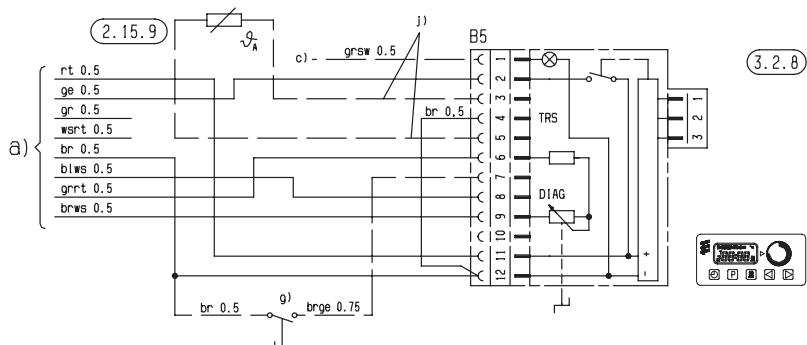 2.15.9
ϑA
j)
c)
grsw 0.5
B5
3.2.8
a)
rt 0.5
ge 0.5
gr 0.5
wsrt 0.5
br 0.5
blws 0.5
grrt 0.5
brws 0.5
br 0.5
TRS
DIAG
1
2
3
4
5
6
7
8
9
10
11
12
1
2
3
+
-
br 0.5
g)
brge 0.75
P